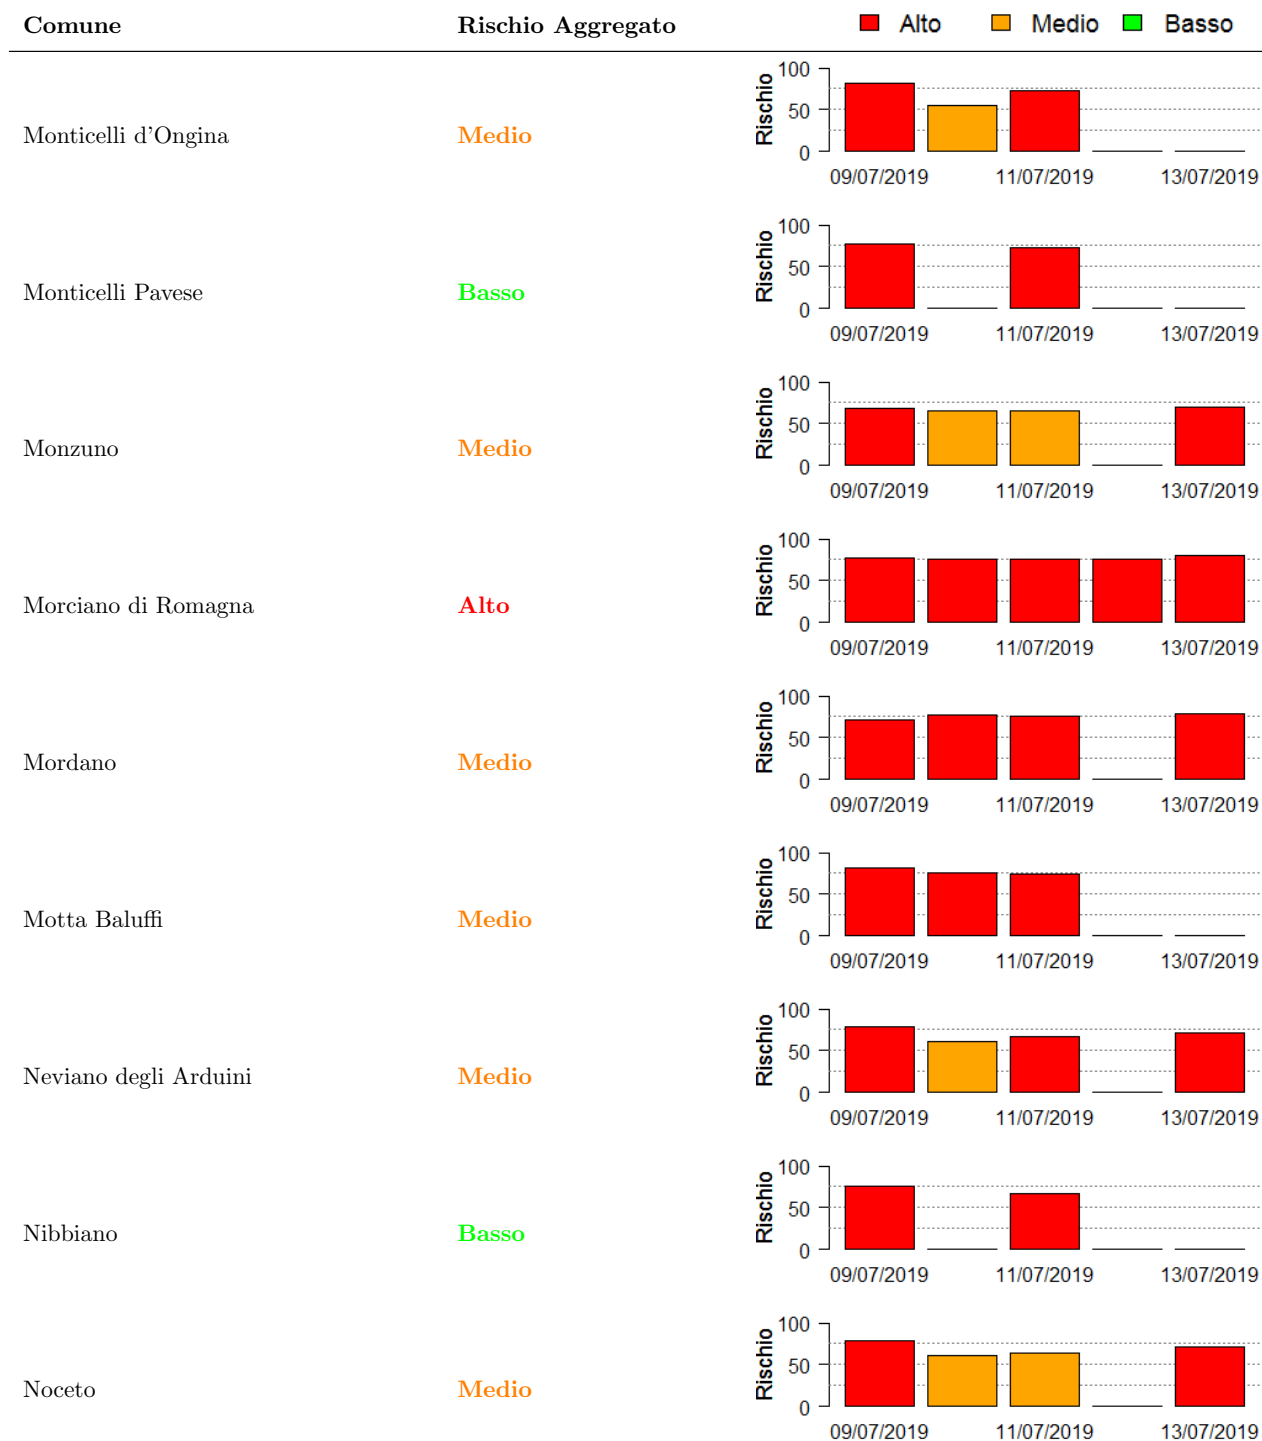 Comune Rischio Aggregato Alto Medio Basso
Monticelli d'Ongina Medio
Rischio
100
50
0
09/07/2019 11/07/2019 13/07/2019
Monticelli Pavese Basso
Rischio
100
50
0
09/07/2019 11/07/2019 13/07/2019
Monzuno Medio
Rischio
100
50
0
09/07/2019 11/07/2019 13/07/2019
Morciano di Romagna Alto
Rischio
100
50
0
09/07/2019 11/07/2019 13/07/2019
Mordano Medio
Rischio
100
50
0
09/07/2019 11/07/2019 13/07/2019
Motta Baluffi Medio
Rischio
100
50
0
09/07/2019 11/07/2019 13/07/2019
Neviano degli Arduini Medio
Rischio
100
50
0
09/07/2019 11/07/2019 13/07/2019
Nibbiano Basso
Rischio
100
50
0
09/07/2019 11/07/2019 13/07/2019
Noceto Medio
Rischio
100
50
0
09/07/2019 11/07/2019 13/07/2019